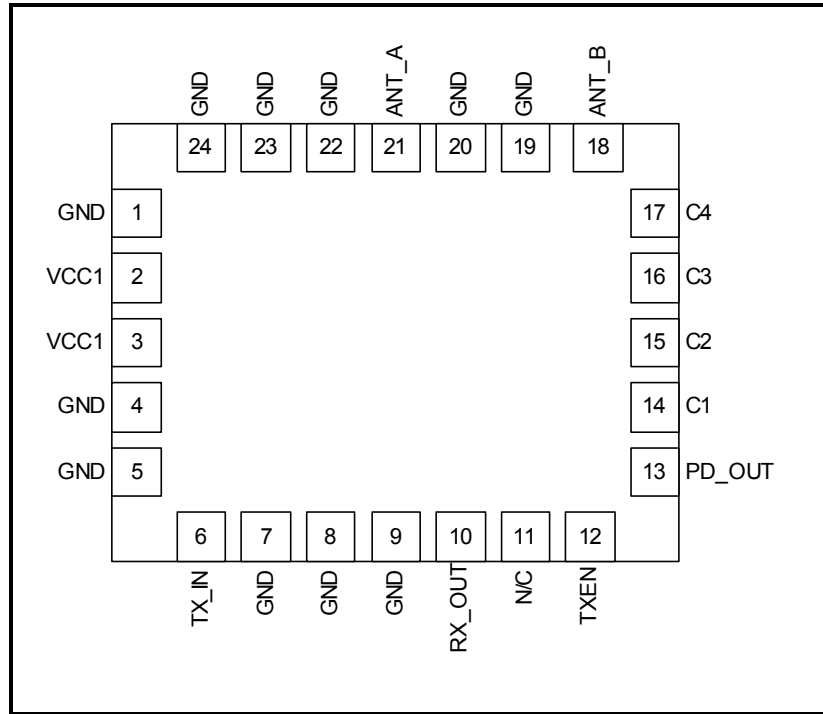 GND
GND
GND
ANT_A
GND
GND
ANT_B
24
23
22
21
20
19
18
GND 1
17 C4
VCC1 2
16 C3
VCC1 3
15 C2
GND 4
14 C1
GND 5
13 PD_OUT
6
7
8
9
10
11
12
TX_IN
GND
GND
GND
RX_OUT
N/C
TXEN